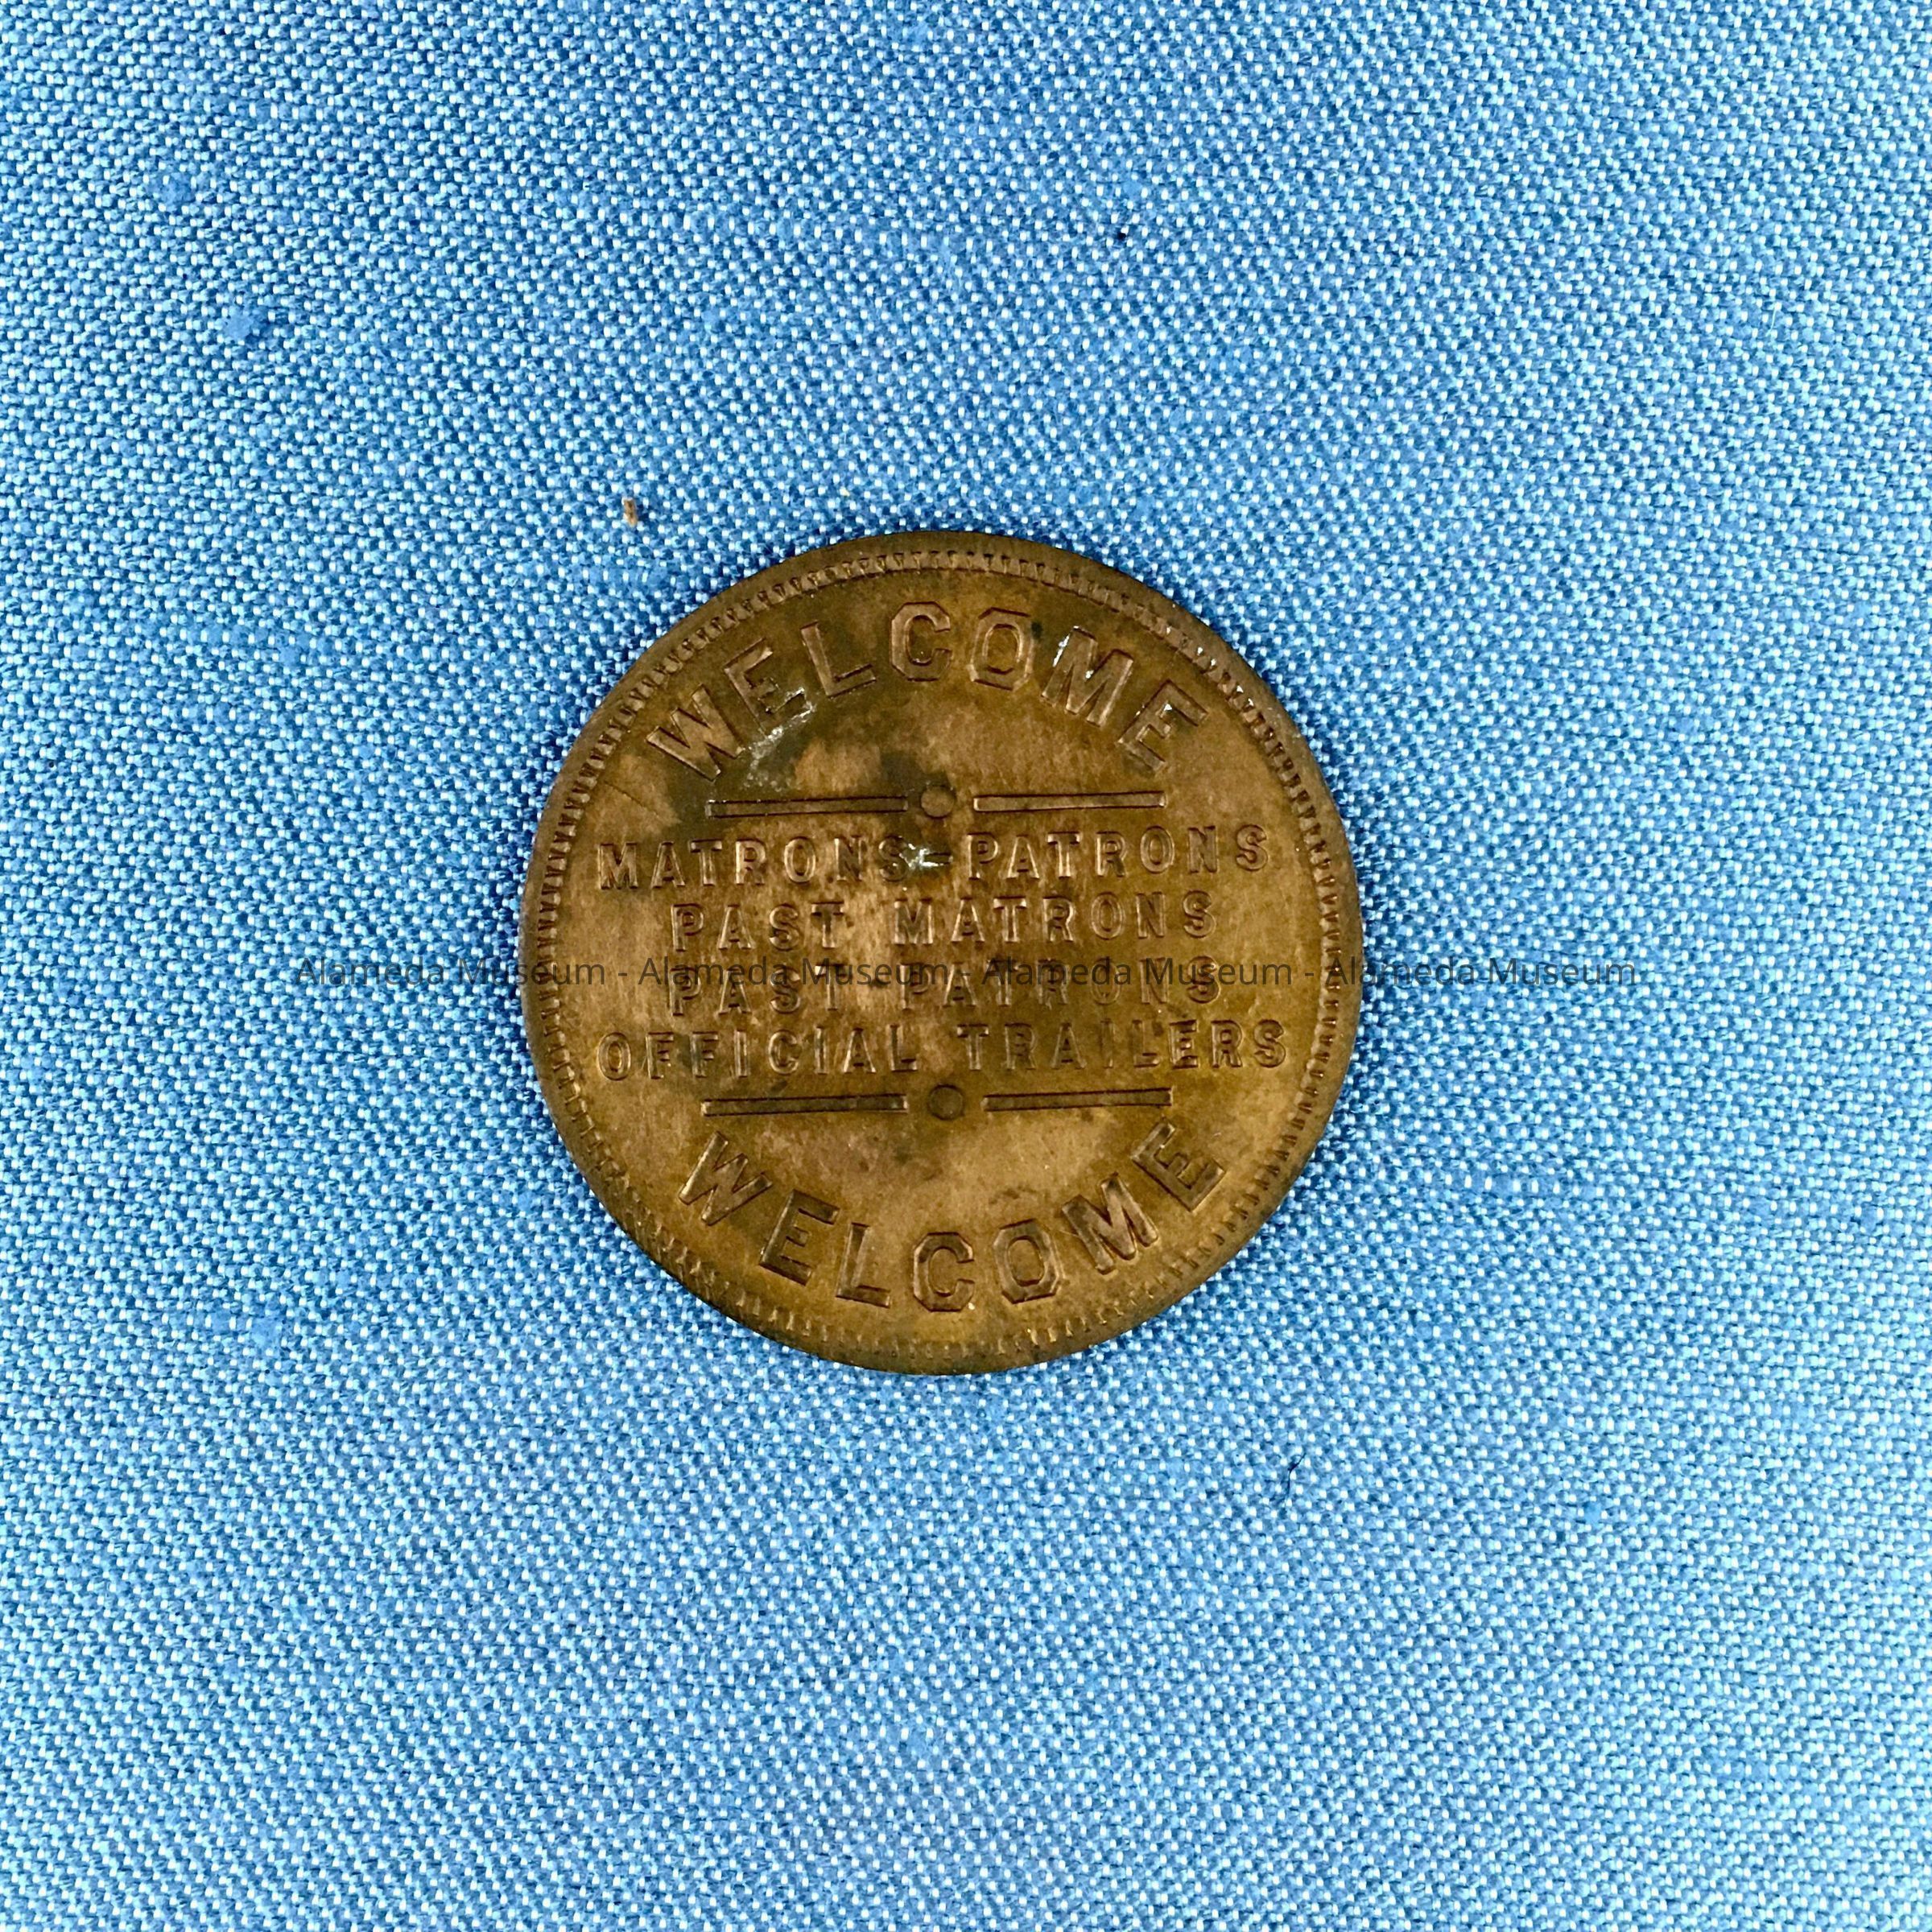 WELCOME
MATRONS-PATRONS
PAST MATRONS
PAST PATRONS
Alameda Museum - Alameda Museum - Alameda Museum - Alameda Museum
OFFICIAL TRAILERS
WELCOME